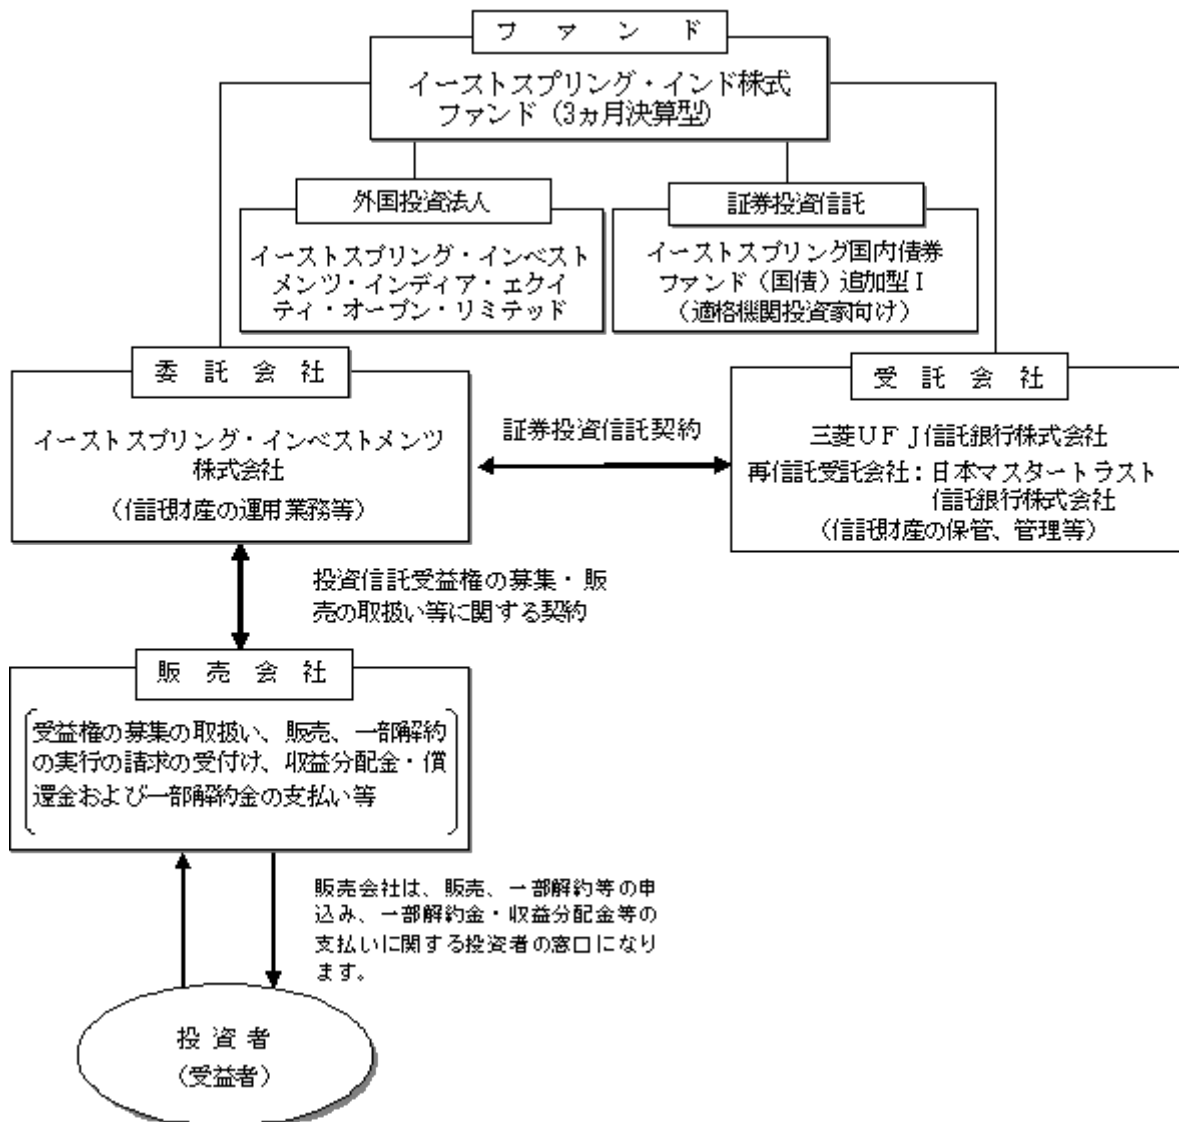 ファンド
イーストスプリング・インド株式
ファンド（3ヵ月決算型）
外国投資法人
イーストスプリング・インベスト
メンツ・インディア・エクイ
ティ・オープン・リミテッド
証券投資信託
イーストスプリング国内債券
ファンド（国債）追加型Ⅰ
（適格機関投資家向け）
委託会社
イーストスプリング・インベストメンツ
株式会社
（信託財産の運用業務等）
証券投資信託契約
受託会社
三菱ＵＦＪ信託銀行株式会社
再信託受託会社：日本マスタートラスト
信託銀行株式会社
（信託財産の保管、管理等）
投資信託受益権の募集・販
売の取扱い等に関する契約
販売会社
受益権の募集の取扱い、販売、一部解約
の実行の請求の受付け、収益分配金・償
還金および一部解約金の支払い等
販売会社は、販売、一部解約等の申
込み、一部解約金・収益分配金等の
支払いに関する投資者の窓口になり
ます。
投資者
（受益者）